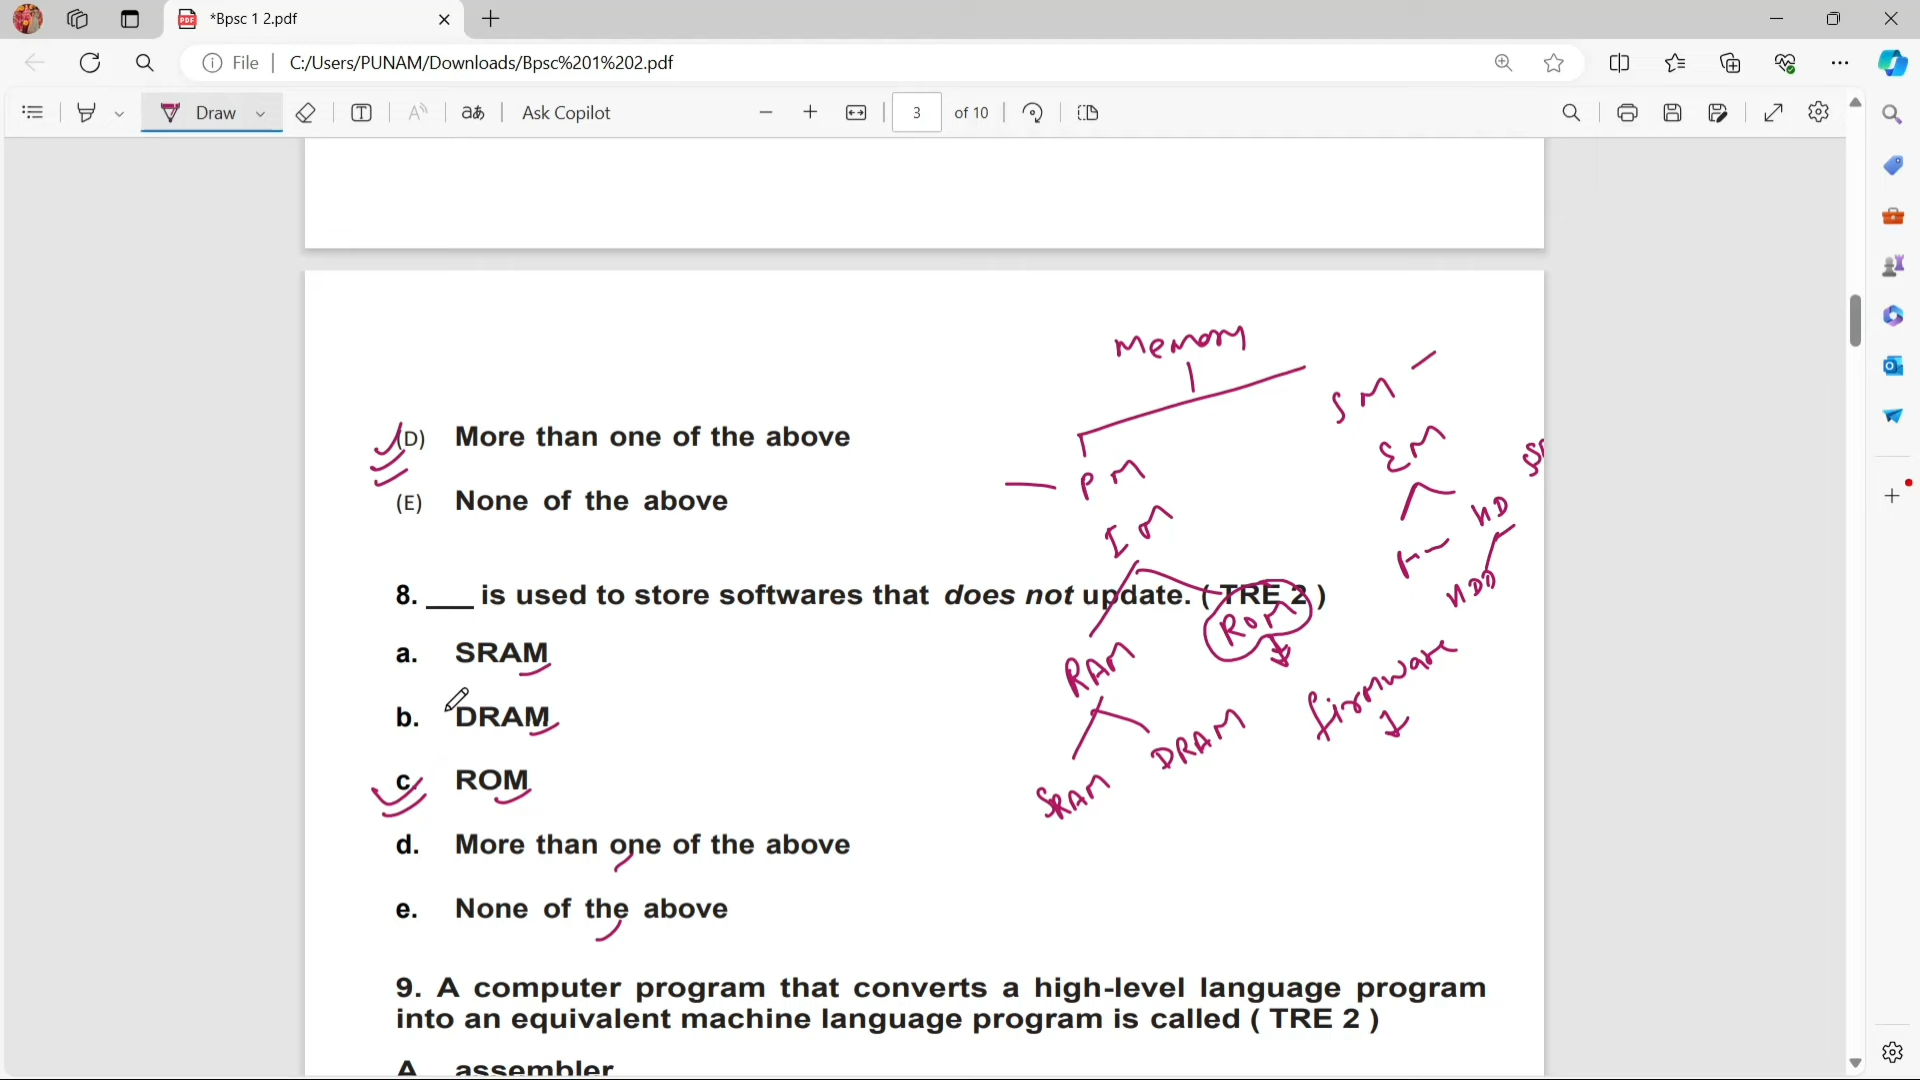 *Bpsc 1 2.pdf
File
C:/Users/PUNAM/Downloads/Bpsc%201%202.pdf
Draw
Ask Copilot
3 of 10
Memory
SM
(D) More than one of the above
EM
PM
(E) None of the above
HD
IM
HDD
8. ___ is used to store softwares that does not update. ( TRE 2 )
ROM
a. SRAM
RAM
firmware
b. DRAM
DRAM
c. ROM
SRAM
d. More than one of the above
e. None of the above
9. A computer program that converts a high-level language program
into an equivalent machine language program is called ( TRE 2 )
A assembler